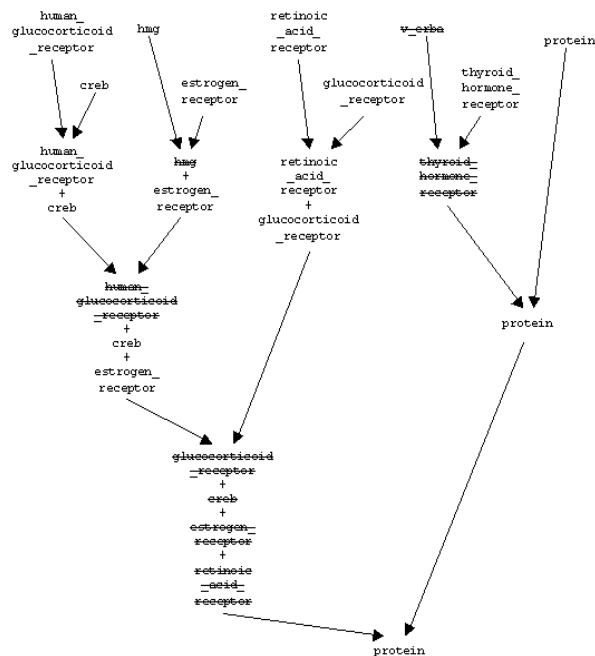 human_
glucocorticoid
_receptor
hmg
retinoic
_acid_
receptor
v_erba
protein
creb
estrogen_
receptor
glucocorticoid
_receptor
thyroid_
hormone_
receptor
human_
glucocorticoid
_receptor
+
creb
hmg
+
estrogen_
receptor
retinoic
_acid_
receptor
+
glucocorticoid
_receptor
thyroid_
hormone_
receptor
human_
glucocorticoid
_receptor
+
creb
+
estrogen_
receptor
protein
glucocorticoid
_receptor
+
creb
+
estrogen_
receptor
+
retinoic
_acid_
receptor
protein